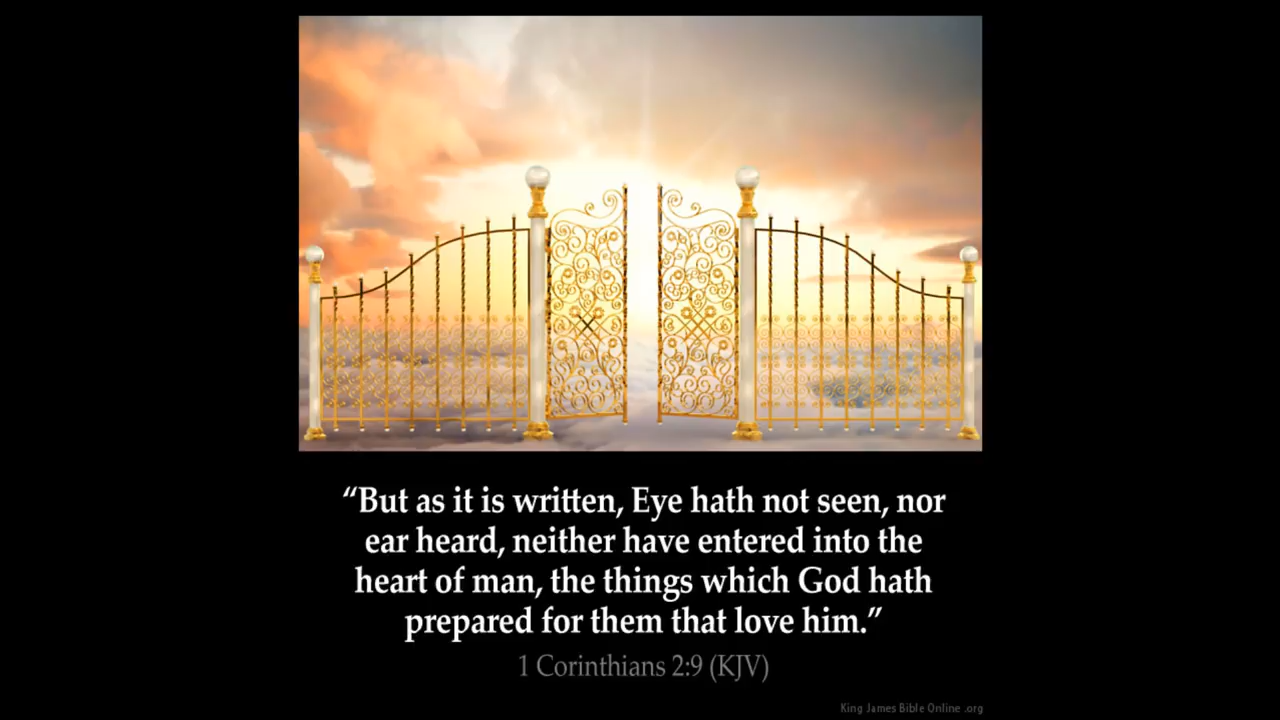 “But as it is written, Eye hath not seen, nor
ear heard, neither have entered into the
heart of man, the things which God hath
prepared for them that love him.”
1 Corinthians 2:9 (KJV)
King James Bible Online .org